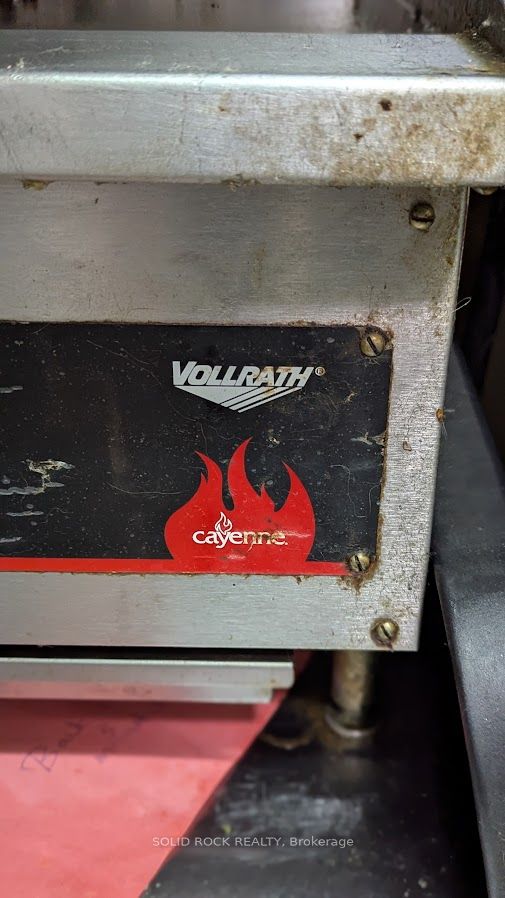 VOLLRATH®
cayenne
SOLID ROCK REALTY, Brokerage